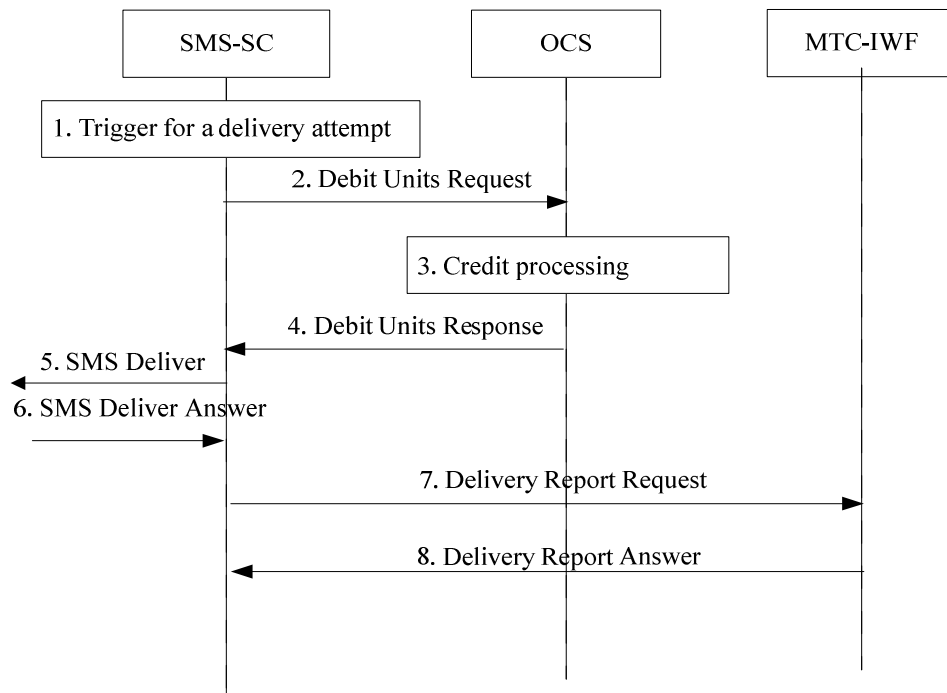 SMS-SC
OCS
MTC-IWF
1. Trigger for a delivery attempt
2. Debit Units Request
3. Credit processing
4. Debit Units Response
5. SMS Deliver
6. SMS Deliver Answer
7. Delivery Report Request
8. Delivery Report Answer